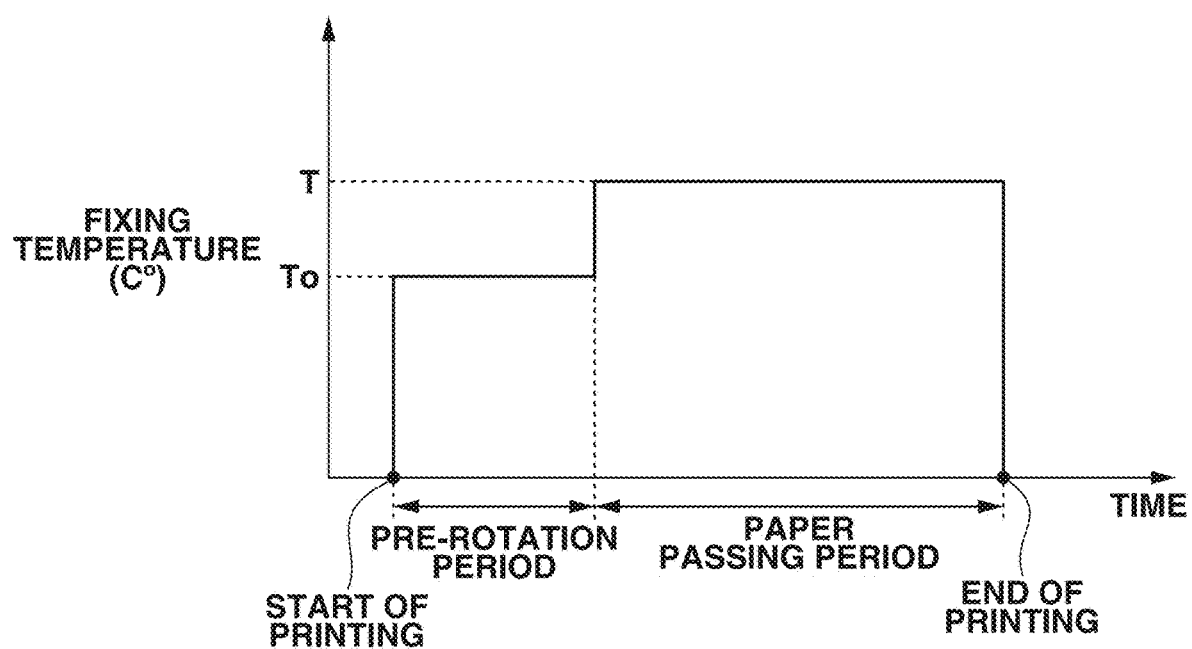 T
FIXING
TEMPERATURE
(C°)
To
TIME
PRE-ROTATION
PERIOD
PAPER
PASSING PERIOD
START OF
PRINTING
END OF
PRINTING